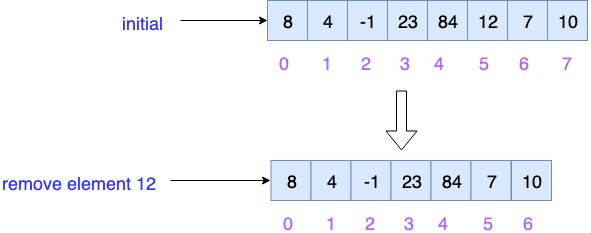 initial 8 4 -1 23 84 12 7 10
0 1 2 3 4 5 6 7
remove element 12 8 4 -1 23 84 7 10
0 1 2 3 4 5 6